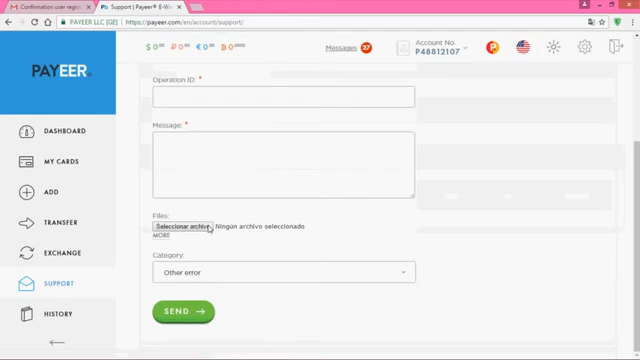 Confirmation user registr
Support | Payeer® E-Wa
PAYEER LLC [GE]
https://payeer.com/en/account/support/
$ 0.00 ₽ 0.00 € 0.00 0.0000
Messages 27
Account No.
P48812107
PAYEER®
Operation ID: *
DASHBOARD
Message: *
MY CARDS
ADD
Files:
TRANSFER
Seleccionar archivo Ningún archivo seleccionado
MORE
EXCHANGE
Category:
Other error
SUPPORT
SEND
HISTORY